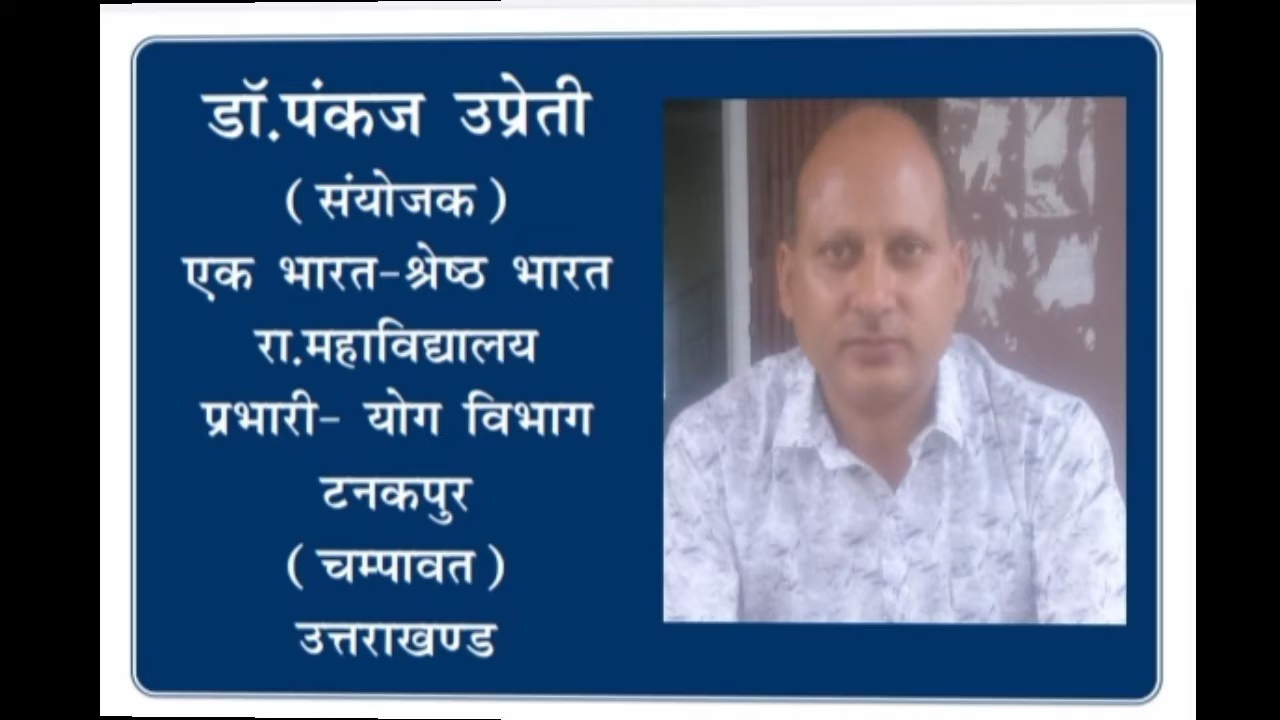 डॉ.पंकज उप्रेती
( संयोजक )
एक भारत-श्रेष्ठ भारत
रा.महाविद्यालय
प्रभारी- योग विभाग
टनकपुर
( चम्पावत )
उत्तराखण्ड